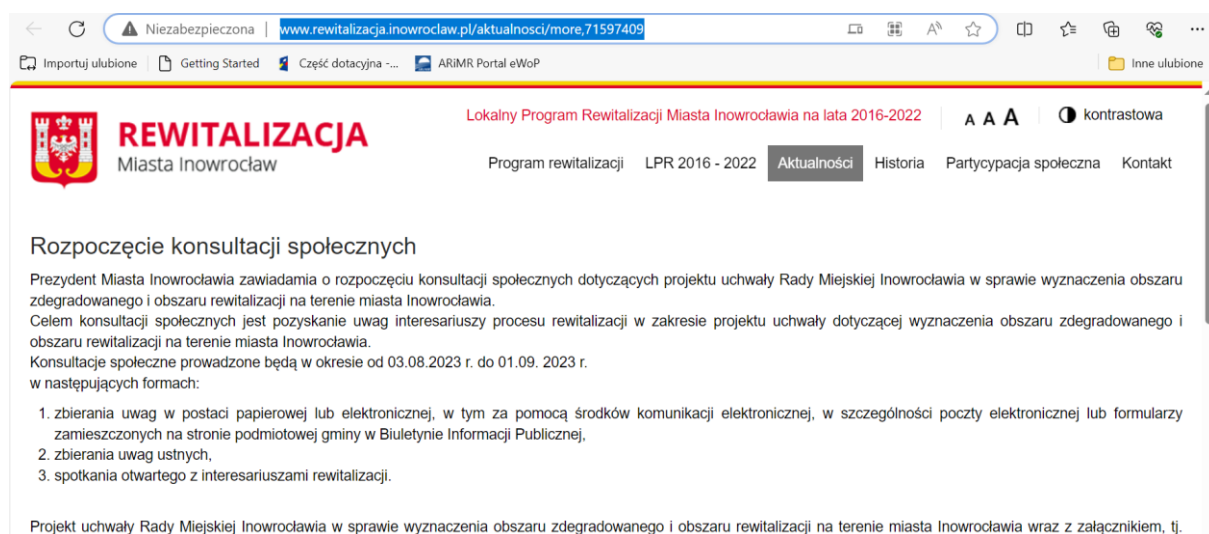 Niezabezpieczona | www.rewitalizacja.inowroclaw.pl/aktualnosci/more,71597409
Importuj ulubione Getting Started Część dotacyjna -... ARiMR Portal eWoP Inne ulubione
Lokalny Program Rewitalizacji Miasta Inowrocławia na lata 2016-2022 A A A kontrastowa
REWITALIZACJA
Miasta Inowrocław
Program rewitalizacji LPR 2016 - 2022 Aktualności Historia Partycypacja społeczna Kontakt
Rozpoczęcie konsultacji społecznych
Prezydent Miasta Inowrocławia zawiadamia o rozpoczęciu konsultacji społecznych dotyczących projektu uchwały Rady Miejskiej Inowrocławia w sprawie wyznaczenia obszaru
zdegradowanego i obszaru rewitalizacji na terenie miasta Inowrocławia.
Celem konsultacji społecznych jest pozyskanie uwag interesariuszy procesu rewitalizacji w zakresie projektu uchwały dotyczącej wyznaczenia obszaru zdegradowanego i
obszaru rewitalizacji na terenie miasta Inowrocławia.
Konsultacje społeczne prowadzone będą w okresie od 03.08.2023 r. do 01.09. 2023 r.
w następujących formach:
1. zbierania uwag w postaci papierowej lub elektronicznej, w tym za pomocą środków komunikacji elektronicznej, w szczególności poczty elektronicznej lub formularzy
zamieszczonych na stronie podmiotowej gminy w Biuletynie Informacji Publicznej,
2. zbierania uwag ustnych,
3. spotkania otwartego z interesariuszami rewitalizacji.
Projekt uchwały Rady Miejskiej Inowrocławia w sprawie wyznaczenia obszaru zdegradowanego i obszaru rewitalizacji na terenie miasta Inowrocławia wraz z załącznikiem, tj.